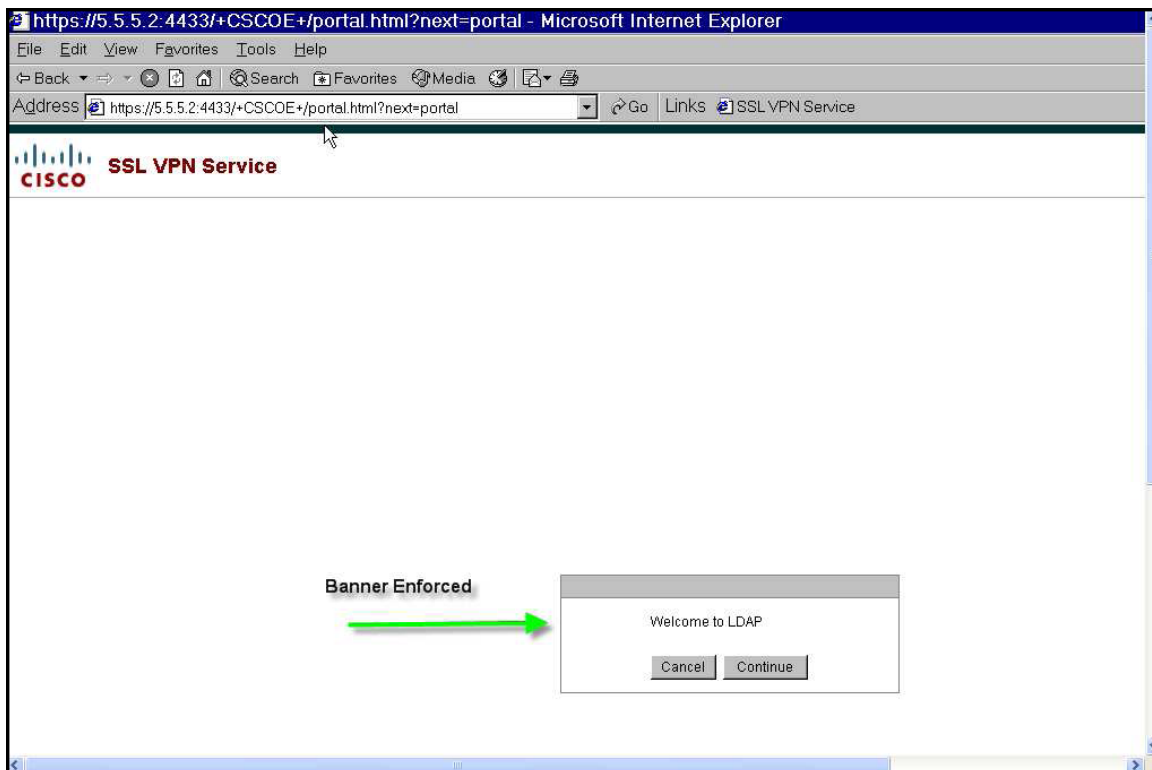 https://5.5.5.2:4433/+CSCOE+/portal.html?next=portal - Microsoft Internet Explorer
File Edit View Favorites Tools Help
Back Search Favorites Media
Address https://5.5.5.2:4433/+CSCOE+/portal.html?next=portal Go Links SSL VPN Service
CISCO SSL VPN Service
Banner Enforced
Welcome to LDAP
Cancel Continue